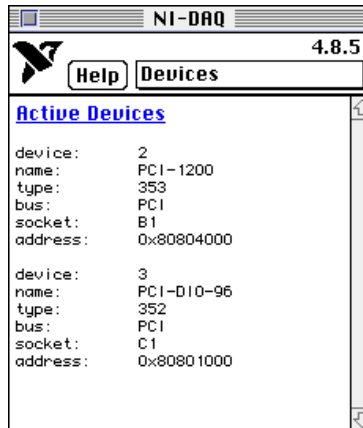 NI-DAQ
4.8.5
Help Devices
Active Devices
device: 2
name: PCI-1200
type: 353
bus: PCI
socket: B1
address: 0x80804000
device: 3
name: PCI-DIO-96
type: 352
bus: PCI
socket: C1
address: 0x80801000